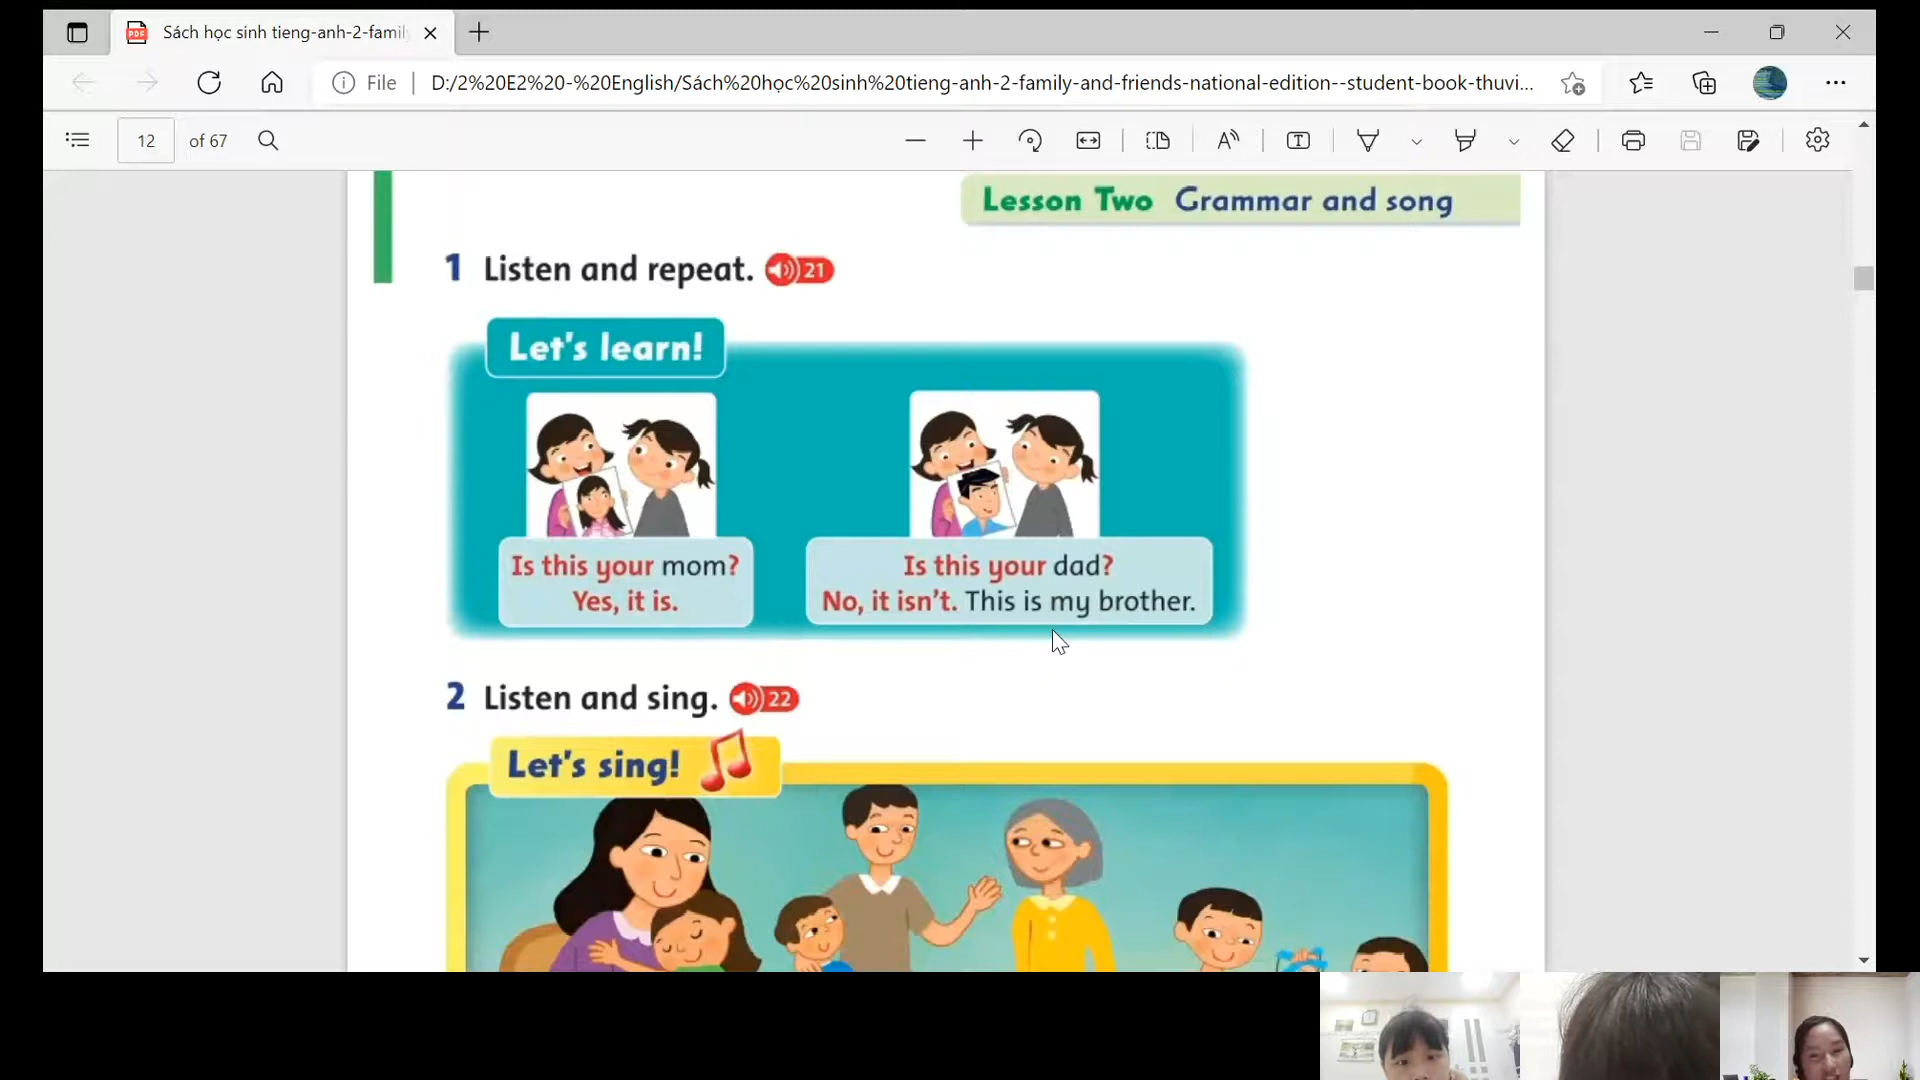 Sách học sinh tieng-anh-2-famil
File
D:/2%20E2%20-%20English/Sách%20học%20sinh%20tieng-anh-2-family-and-friends-national-edition--student-book-thuvi...
12 of 67
Lesson Two Grammar and song
1 Listen and repeat. 21
Let's learn!
Is this your mom?
Yes, it is.
Is this your dad?
No, it isn't. This is my brother.
2 Listen and sing. 22
Let's sing!